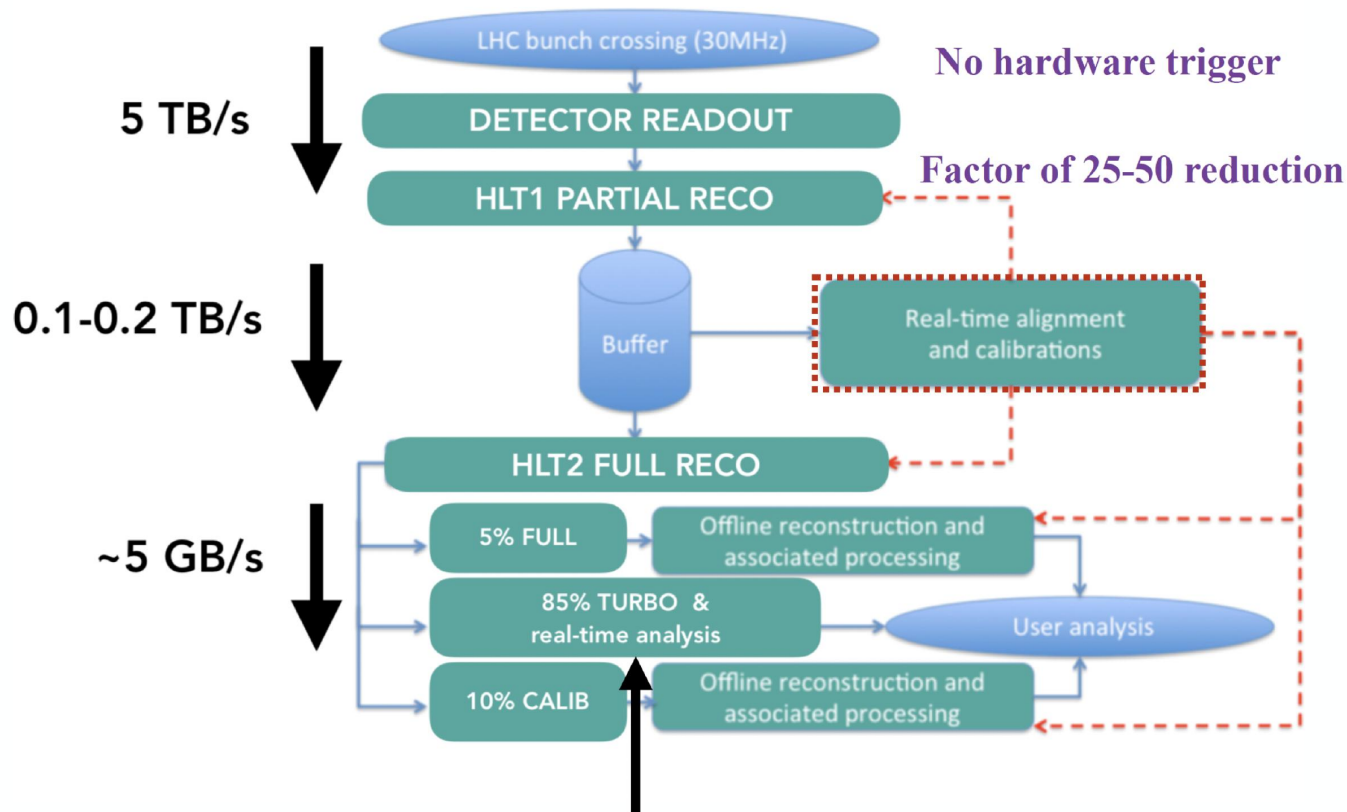 LHC bunch crossing (30MHz)
No hardware trigger
5 TB/s
DETECTOR READOUT
Factor of 25-50 reduction
HLT1 PARTIAL RECO
0.1-0.2 TB/s
Buffer
Real-time alignment
and calibrations
HLT2 FULL RECO
~5 GB/s
5% FULL
Offline reconstruction and
associated processing
85% TURBO &
real-time analysis
User analysis
10% CALIB
Offline reconstruction and
associated processing